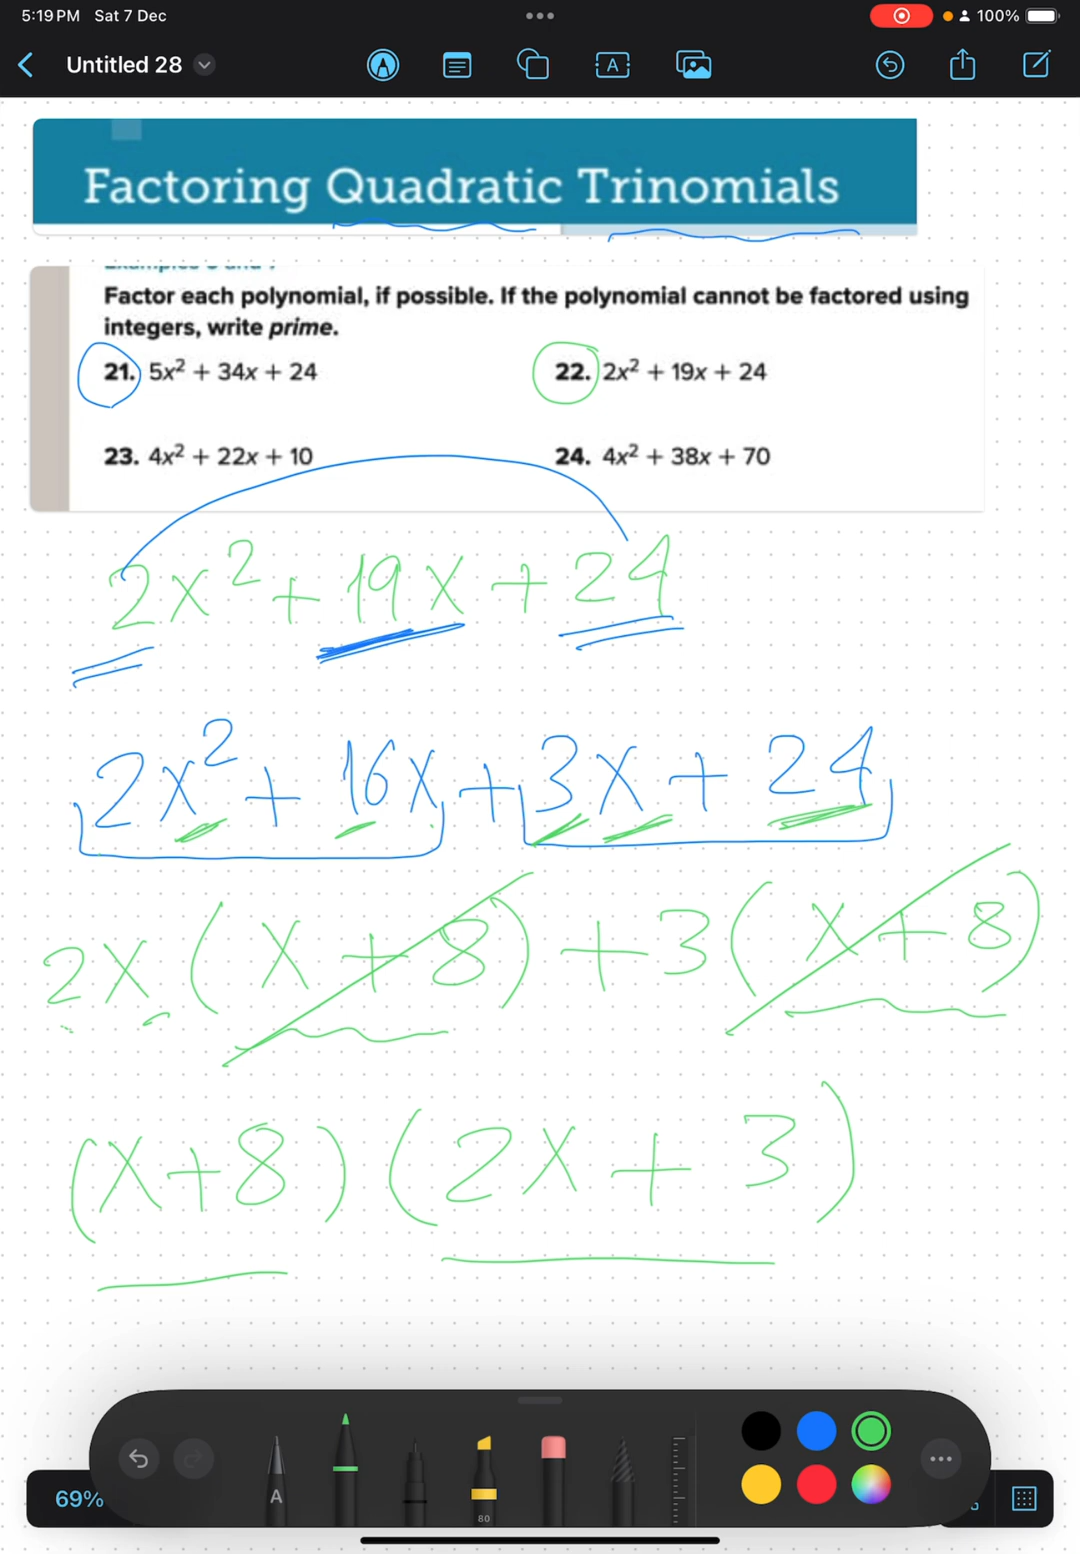 5:19 PM Sat 7 Dec 100%
Untitled 28
A
Factoring Quadratic Trinomials
Factor each polynomial, if possible. If the polynomial cannot be factored using
integers, write prime.
21. 5x² + 34x + 24
22. 2x² + 19x + 24
23. 4x² + 22x + 10
24. 4x² + 38x + 70
2x² + 19x + 24
2x² + 16x + 3x + 24
2x (x + 8) + 3 (x + 8)
(x + 8) (2x + 3)
69%
A
80